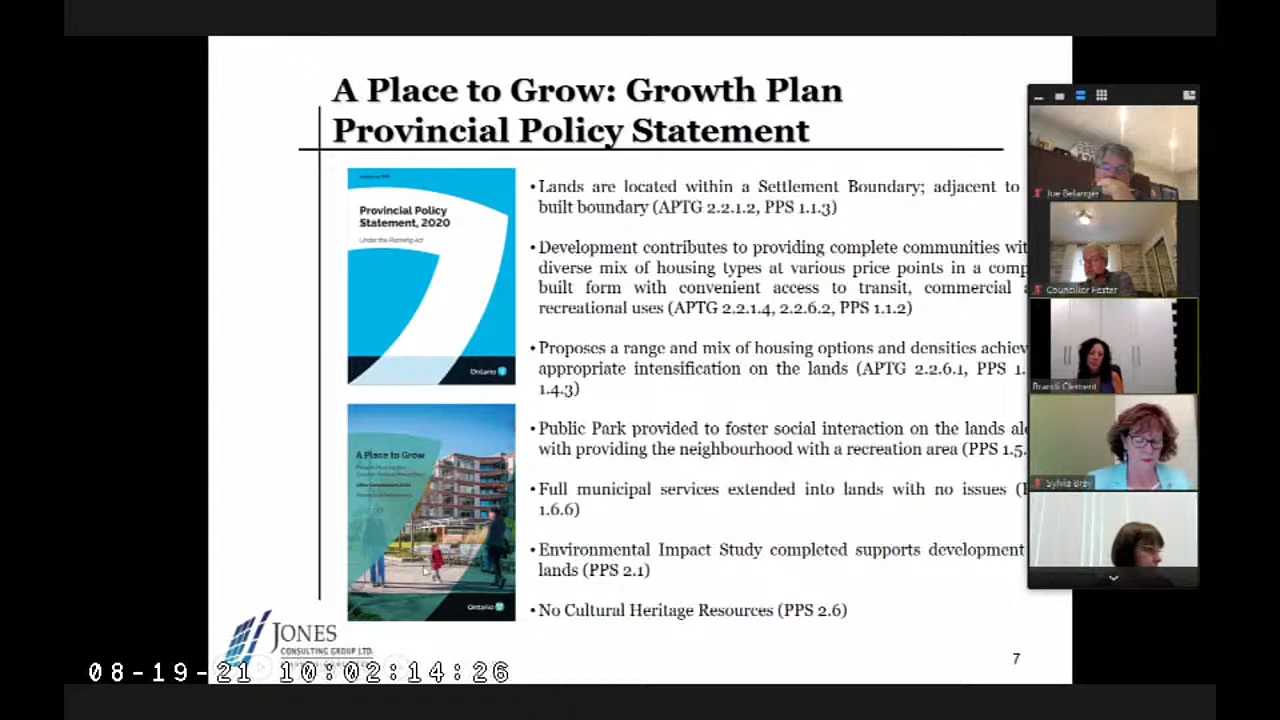 A Place to Grow: Growth Plan
Provincial Policy Statement
Provincial Policy
Statement, 2020
Under the Planning Act
Ontario
A Place to Grow
Ontario
•Lands are located within a Settlement Boundary; adjacent to
built boundary (APTG 2.2.1.2, PPS 1.1.3)
•Development contributes to providing complete communities wit
diverse mix of housing types at various price points in a comp
built form with convenient access to transit, commercial
recreational uses (APTG 2.2.1.4, 2.2.6.2, PPS 1.1.2)
•Proposes a range and mix of housing options and densities achiev
appropriate intensification on the lands (APTG 2.2.6.1, PPS 1.
1.4.3)
•Public Park provided to foster social interaction on the lands al
with providing the neighbourhood with a recreation area (PPS 1.5.
•Full municipal services extended into lands with no issues (
1.6.6)
•Environmental Impact Study completed supports development
lands (PPS 2.1)
•No Cultural Heritage Resources (PPS 2.6)
Joe Belanger
Councillor Foster
Brandi Clement
Sylvia Bray
JONES
CONSULTING GROUP LTD.
7
08-19-21 10:02:14:26